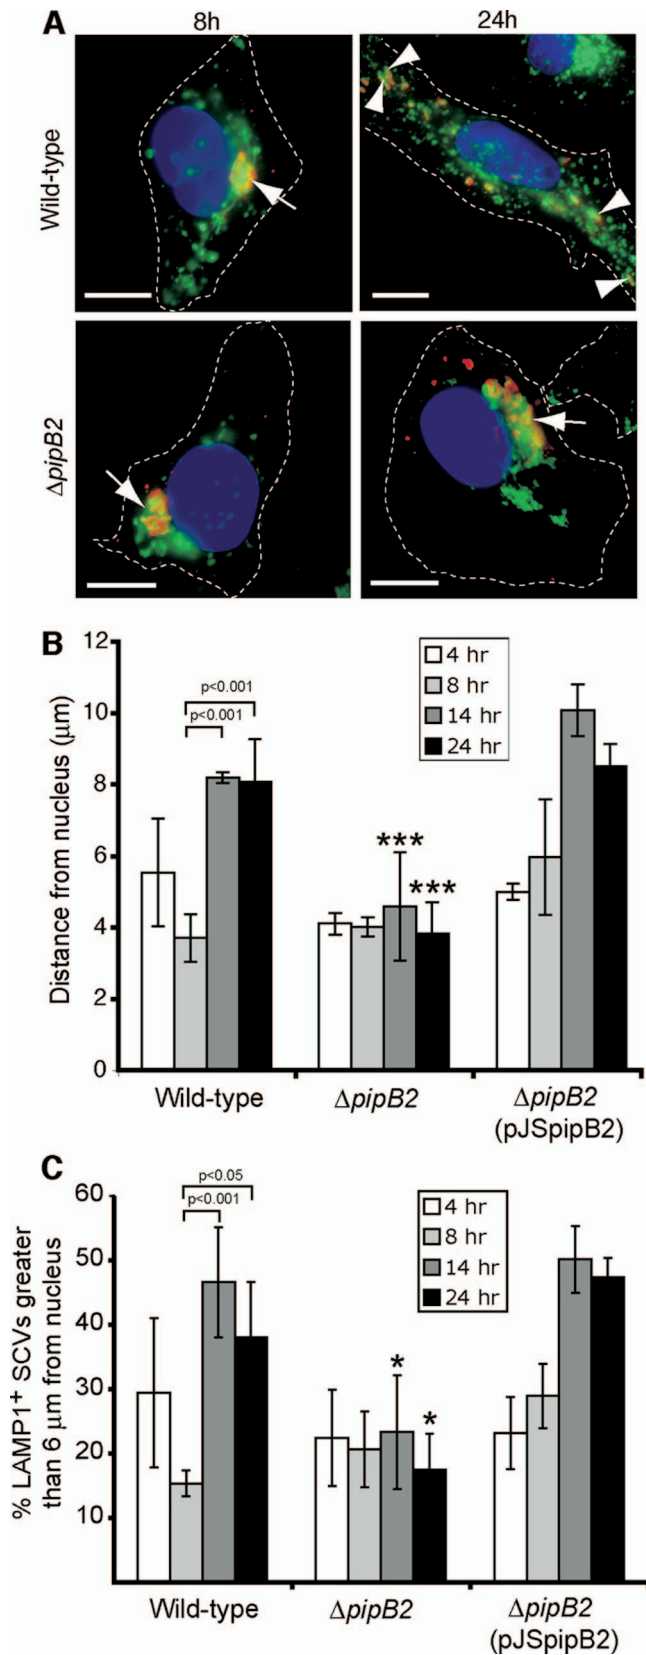 A
8h
24h
Wild-type
ΔpipB2
B
Distance from nucleus (μm)
12
10
8
6
4
2
0
p<0.001
p<0.001
4 hr
8 hr
14 hr
24 hr
***
***
Wild-type
ΔpipB2
ΔpipB2
(pJSpipB2)
C
% LAMP1⁺ SCVs greater
than 6 μm from nucleus
60
50
40
30
20
10
p<0.05
p<0.001
4 hr
8 hr
14 hr
24 hr
*
*
Wild-type
ΔpipB2
ΔpipB2
(pJSpipB2)